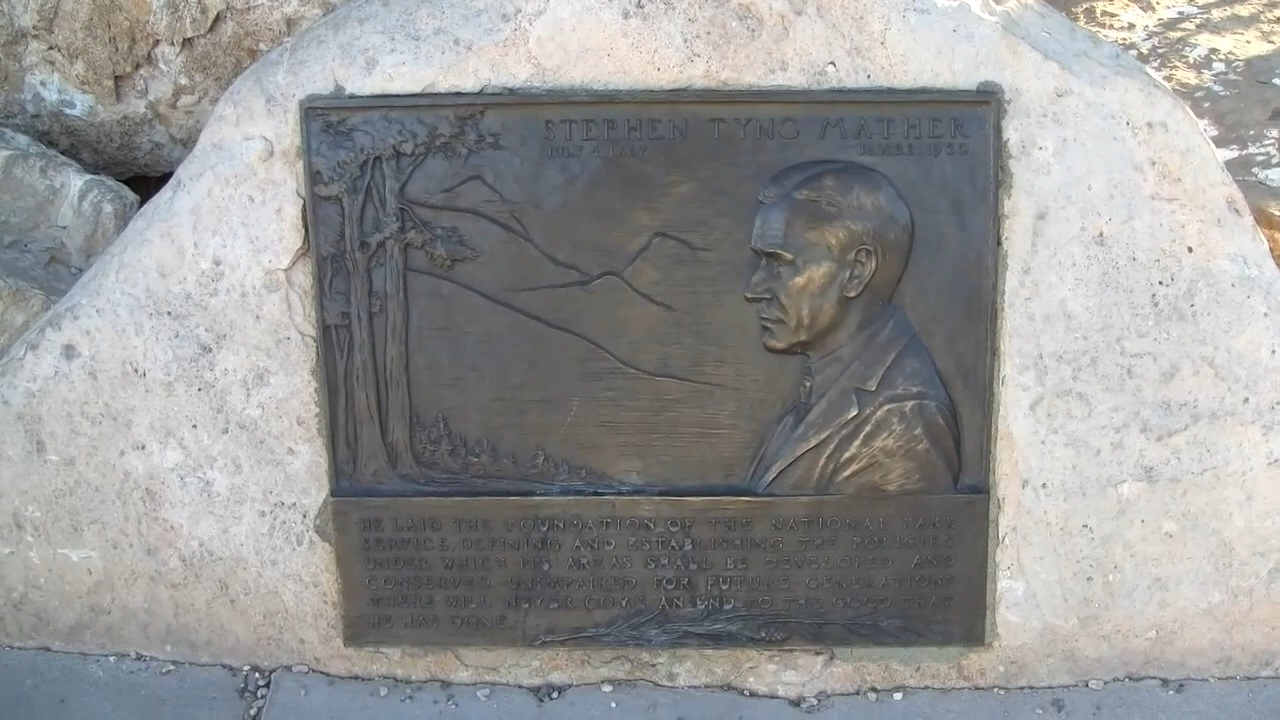 STEPHEN TYNG MATHER
JULY 4. 1867 JAN. 22. 1930.
HE LAID THE FOUNDATION OF THE NATIONAL PARK
SERVICE. DEFINING AND ESTABLISHING THE POLICIES
UNDER WHICH ITS AREAS SHALL BE DEVELOPED AND
CONSERVED UNIMPAIRED FOR FUTURE GENERATIONS.
THERE WILL NEVER COME AN END TO THE GOOD THAT
HE HAS DONE.